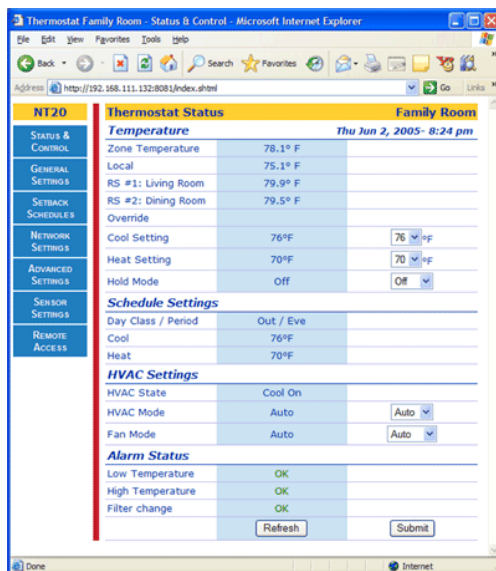 Thermostat Family Room - Status & Control - Microsoft Internet Explorer
File Edit View Favorites Tools Help
Back Search Favorites
Address http://192.168.111.132:8081/index.shtml Go Links
NT20 Thermostat Status Family Room
Status & Control
General Settings
Setback Schedules
Network Settings
Advanced Settings
Sensor Settings
Remote Access
Temperature Thu Jun 2, 2005- 8:24 pm
Zone Temperature 78.1° F
Local 75.1° F
RS #1: Living Room 79.9° F
RS #2: Dining Room 79.5° F
Override
Cool Setting 76°F 76 °F
Heat Setting 70°F 70 °F
Hold Mode Off Off
Schedule Settings
Day Class / Period Out / Eve
Cool 76°F
Heat 70°F
HVAC Settings
HVAC State Cool On
HVAC Mode Auto Auto
Fan Mode Auto Auto
Alarm Status
Low Temperature OK
High Temperature OK
Filter change OK
Refresh Submit
Done Internet